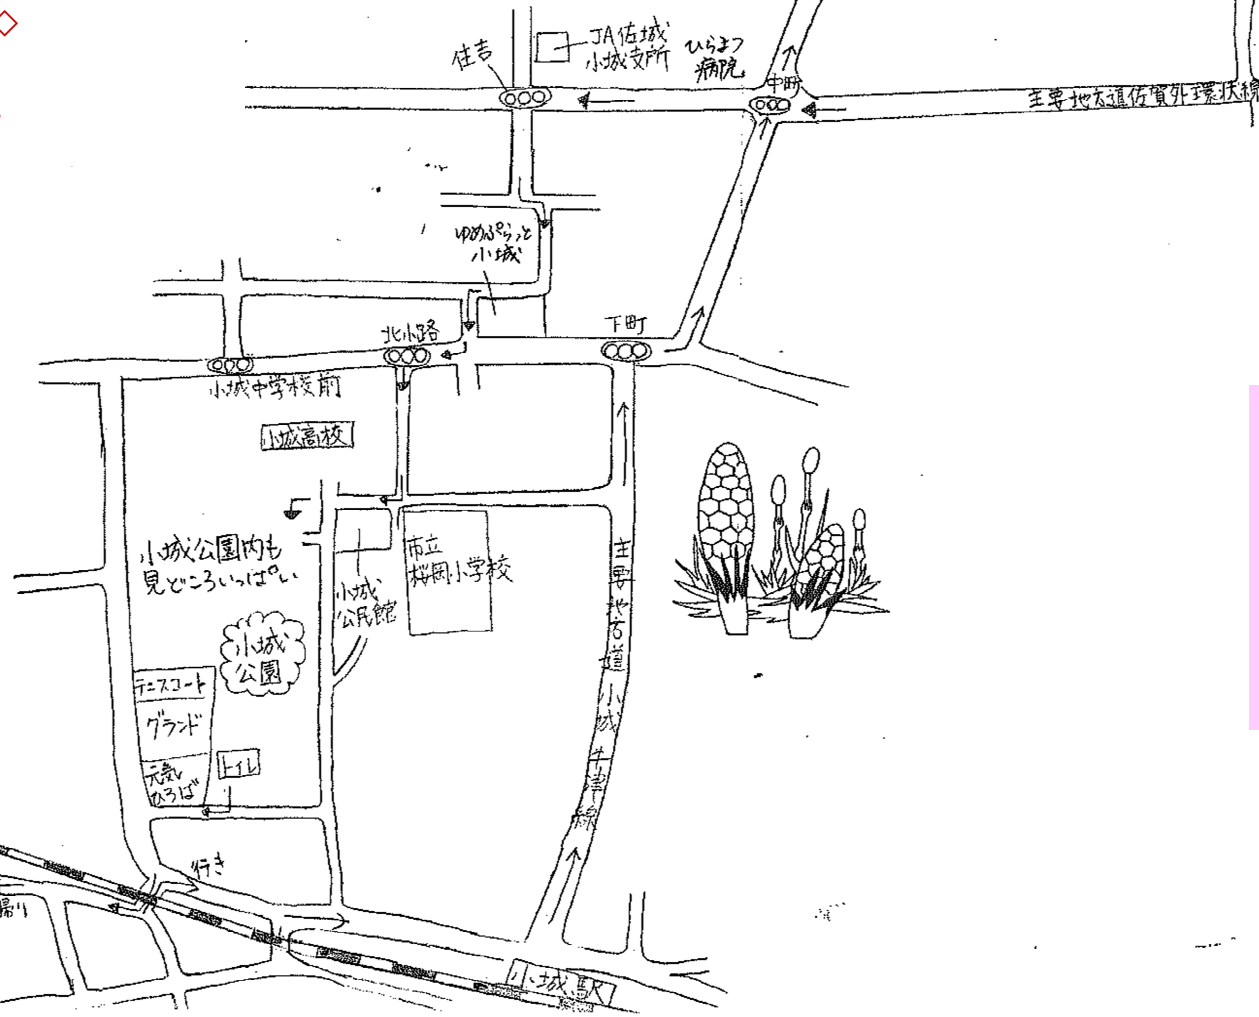 住吉
JA佐城
小城支所
ひらまつ
病院
中町
主要地方道佐賀外環状線
ゆめぷらっと
小城
北小路
下町
小城中学校前
小城高校
小城公園内も
見どころいっぱい
市立
桜岡小学校
小城
公民館
小城
公園
テニスコート
グランド
元気
ひろば
トイレ
主要地方道小城牛津線
行き
帰り
小城駅